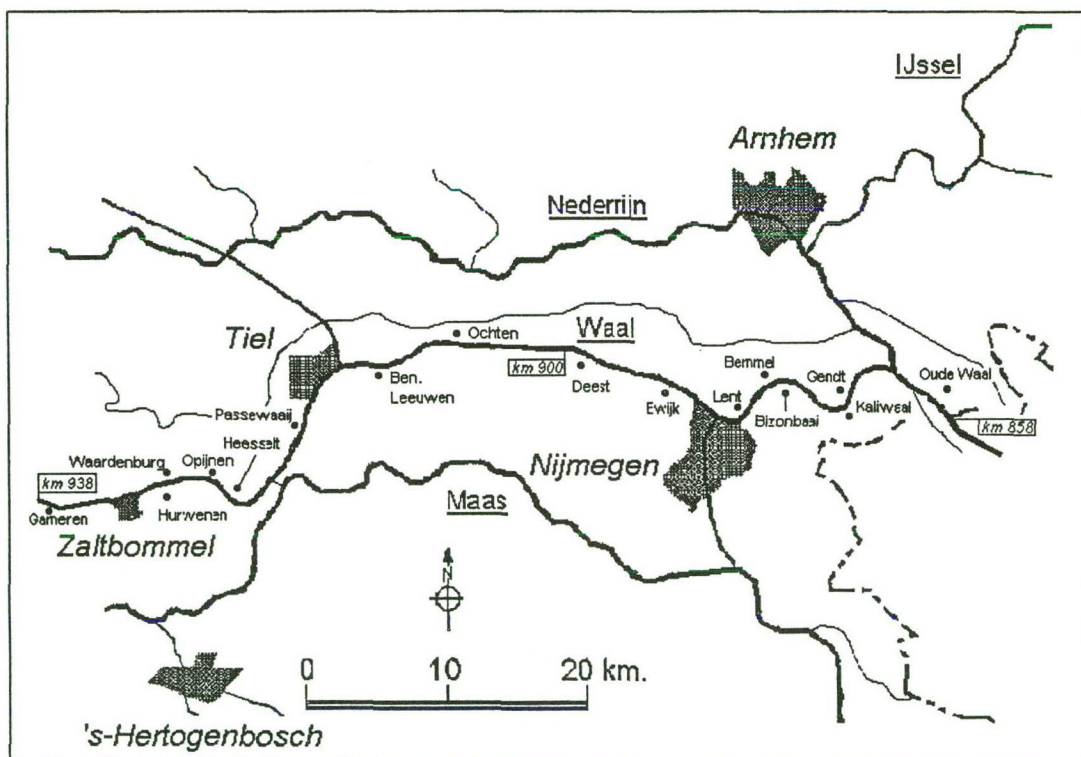 IJssel
Arnhem
Nederrijn
Tiel
Ochten
Waal
km 900
Bemmel
Gendt
Oude Waal
Ben.
Leeuwen
Deest
Ewijk
Lent
Bizonbaai
Kaliwaal
km 858
Passewaaij
Heesselt
Waardenburg
Opijnen
Nijmegen
km 938
Gameren
Hurwenen
Maas
Zaltbommel
N
0 10 20 km.
's-Hertogenbosch